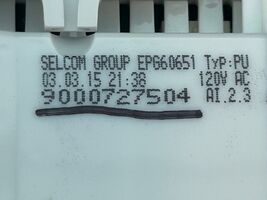 SELCOM GROUP EPG60651 Typ:PU
03.03.15 21:38 120V AC
9000727504 AI.2.3